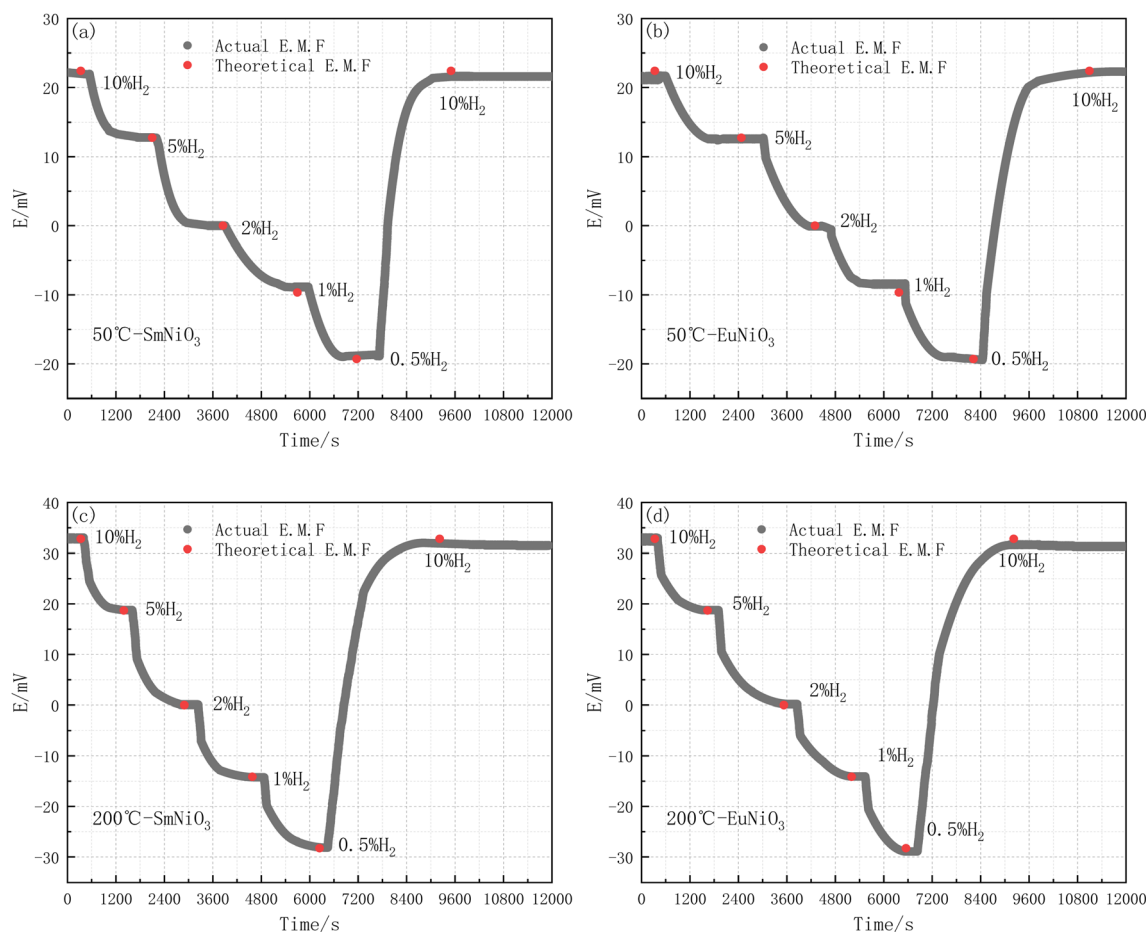 (a)
Actual E.M.F
Theoretical E.M.F
10%H₂
5%H₂
2%H₂
1%H₂
0.5%H₂
10%H₂
50℃-SmNiO₃
E/mV
30
20
10
0
-10
-20
0 1200 2400 3600 4800 6000 7200 8400 9600 12000
Time/s
(b)
Actual E.M.F
Theoretical E.M.F
10%H₂
5%H₂
2%H₂
1%H₂
0.5%H₂
10%H₂
50℃-EuNiO₃
E/mV
30
20
10
0
-10
-20
0 1200 2400 3600 4800 6000 7200 8400 9600 10800 12000
Time/s
(c)
Actual E.M.F
Theoretical E.M.F
10%H₂
5%H₂
2%H₂
1%H₂
0.5%H₂
10%H₂
200℃-SmNiO₃
E/mV
40
30
20
10
0
-10
-20
-30
0 1200 2400 3600 4800 6000 7200 8400 9600 12000
Time/s
(d)
Actual E.M.F
Theoretical E.M.F
10%H₂
5%H₂
2%H₂
1%H₂
0.5%H₂
10%H₂
200℃-EuNiO₃
E/mV
40
30
20
10
0
-10
-20
-30
0 1200 2400 3600 4800 6000 7200 8400 9600 10800 12000
Time/s